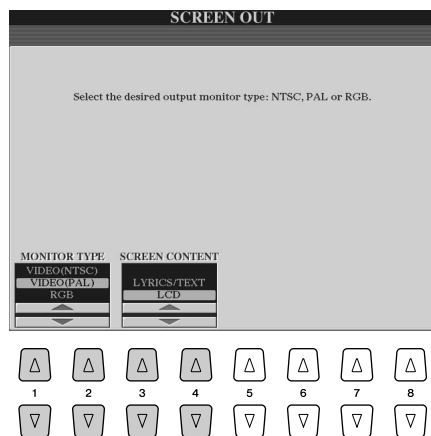 SCREEN OUT
Select the desired output monitor type: NTSC, PAL or RGB.
MONITOR TYPE SCREEN CONTENT
VIDEO(NTSC)
VIDEO(PAL) LYRICS/TEXT
RGB LCD
1 2 3 4 5 6 7 8